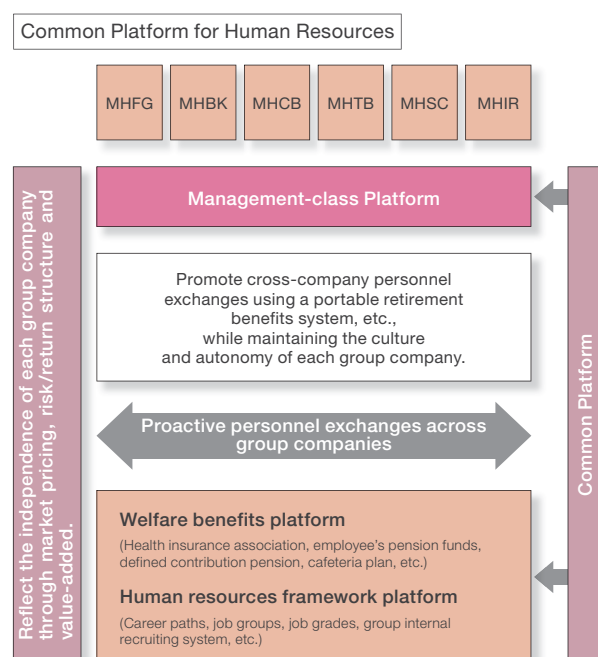 Common Platform for Human Resources
MHFG MHBK MHCB MHTB MHSC MHIR
Reflect the independence of each group company
through market pricing, risk/return structure and
value-added.
Management-class Platform
Promote cross-company personnel
exchanges using a portable retirement
benefits system, etc.,
while maintaining the culture
and autonomy of each group company.
Proactive personnel exchanges across
group companies
Welfare benefits platform
(Health insurance association, employee's pension funds,
defined contribution pension, cafeteria plan, etc.)
Human resources framework platform
(Career paths, job groups, job grades, group internal
recruiting system, etc.)
Common Platform